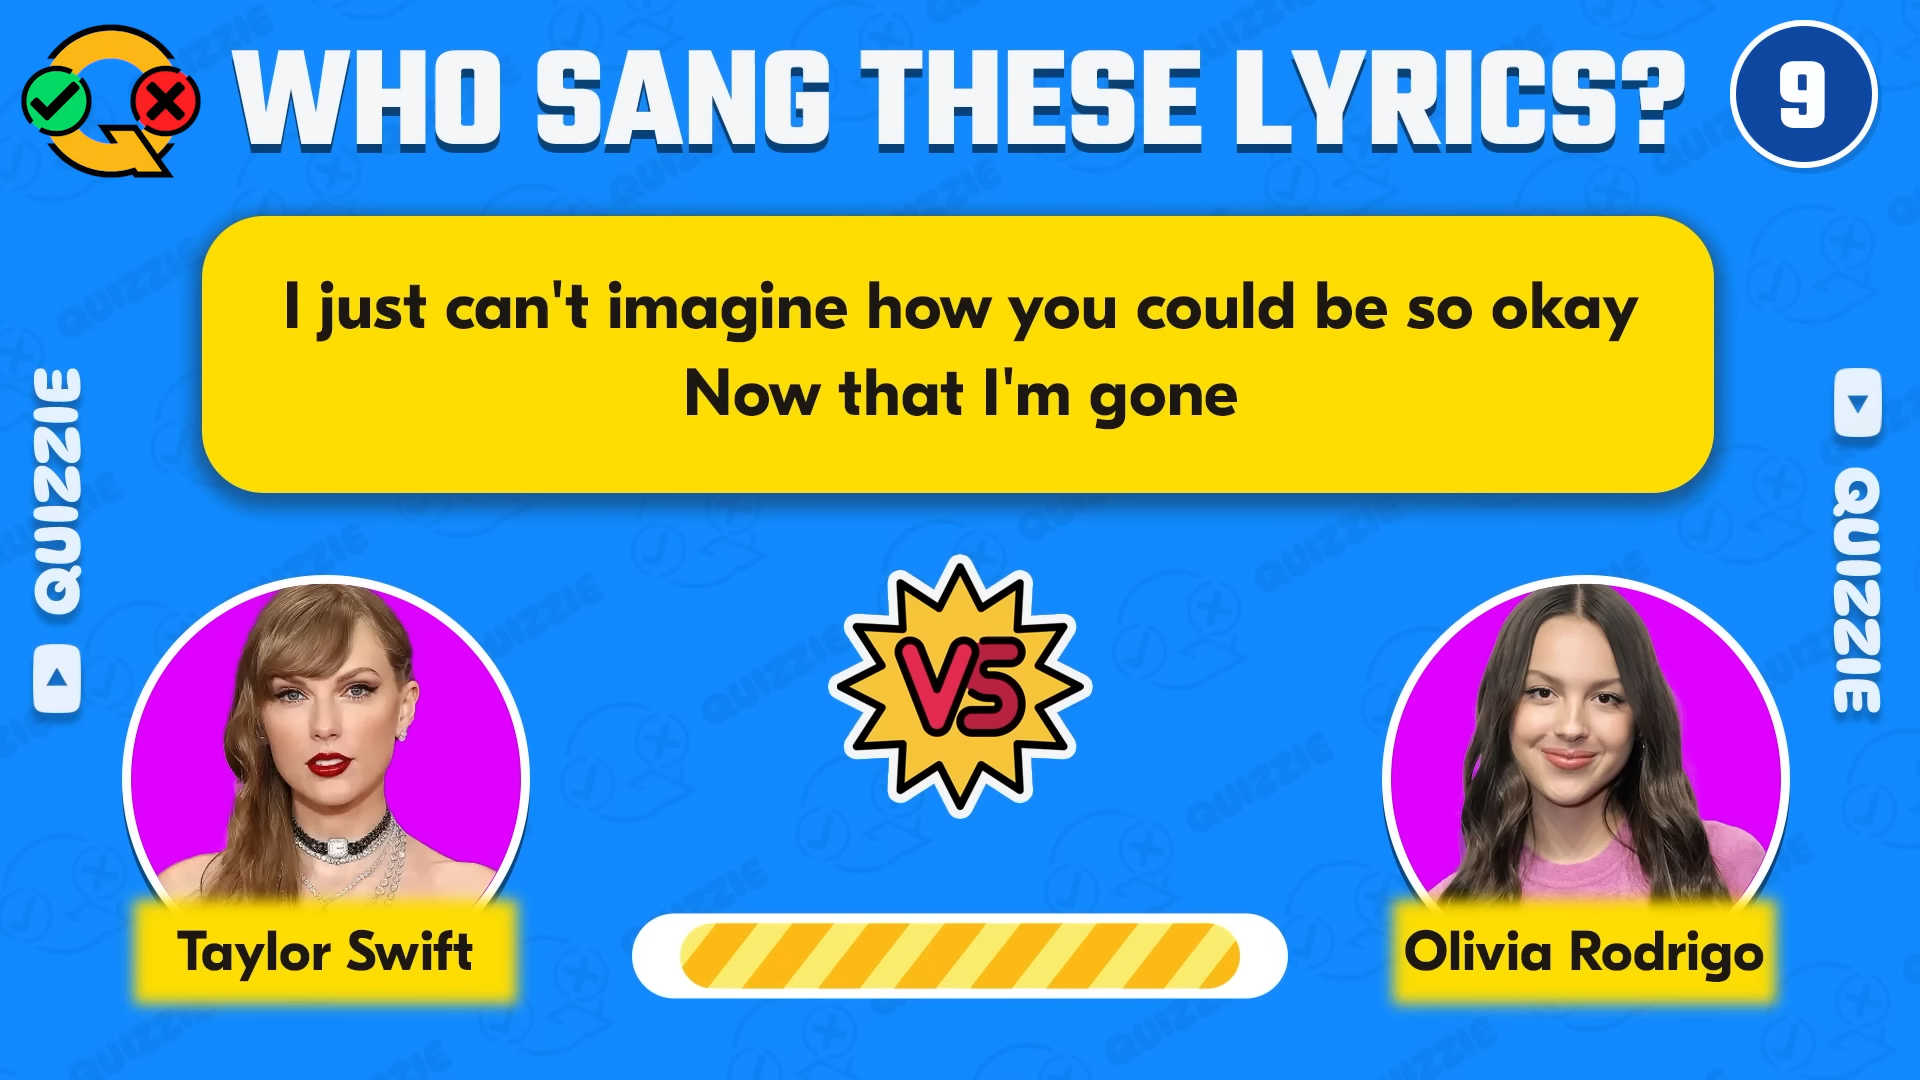 WHO SANG THESE LYRICS?
9
I just can't imagine how you could be so okay
Now that I'm gone
QUIZZIE
QUIZZIE
VS
Taylor Swift
Olivia Rodrigo